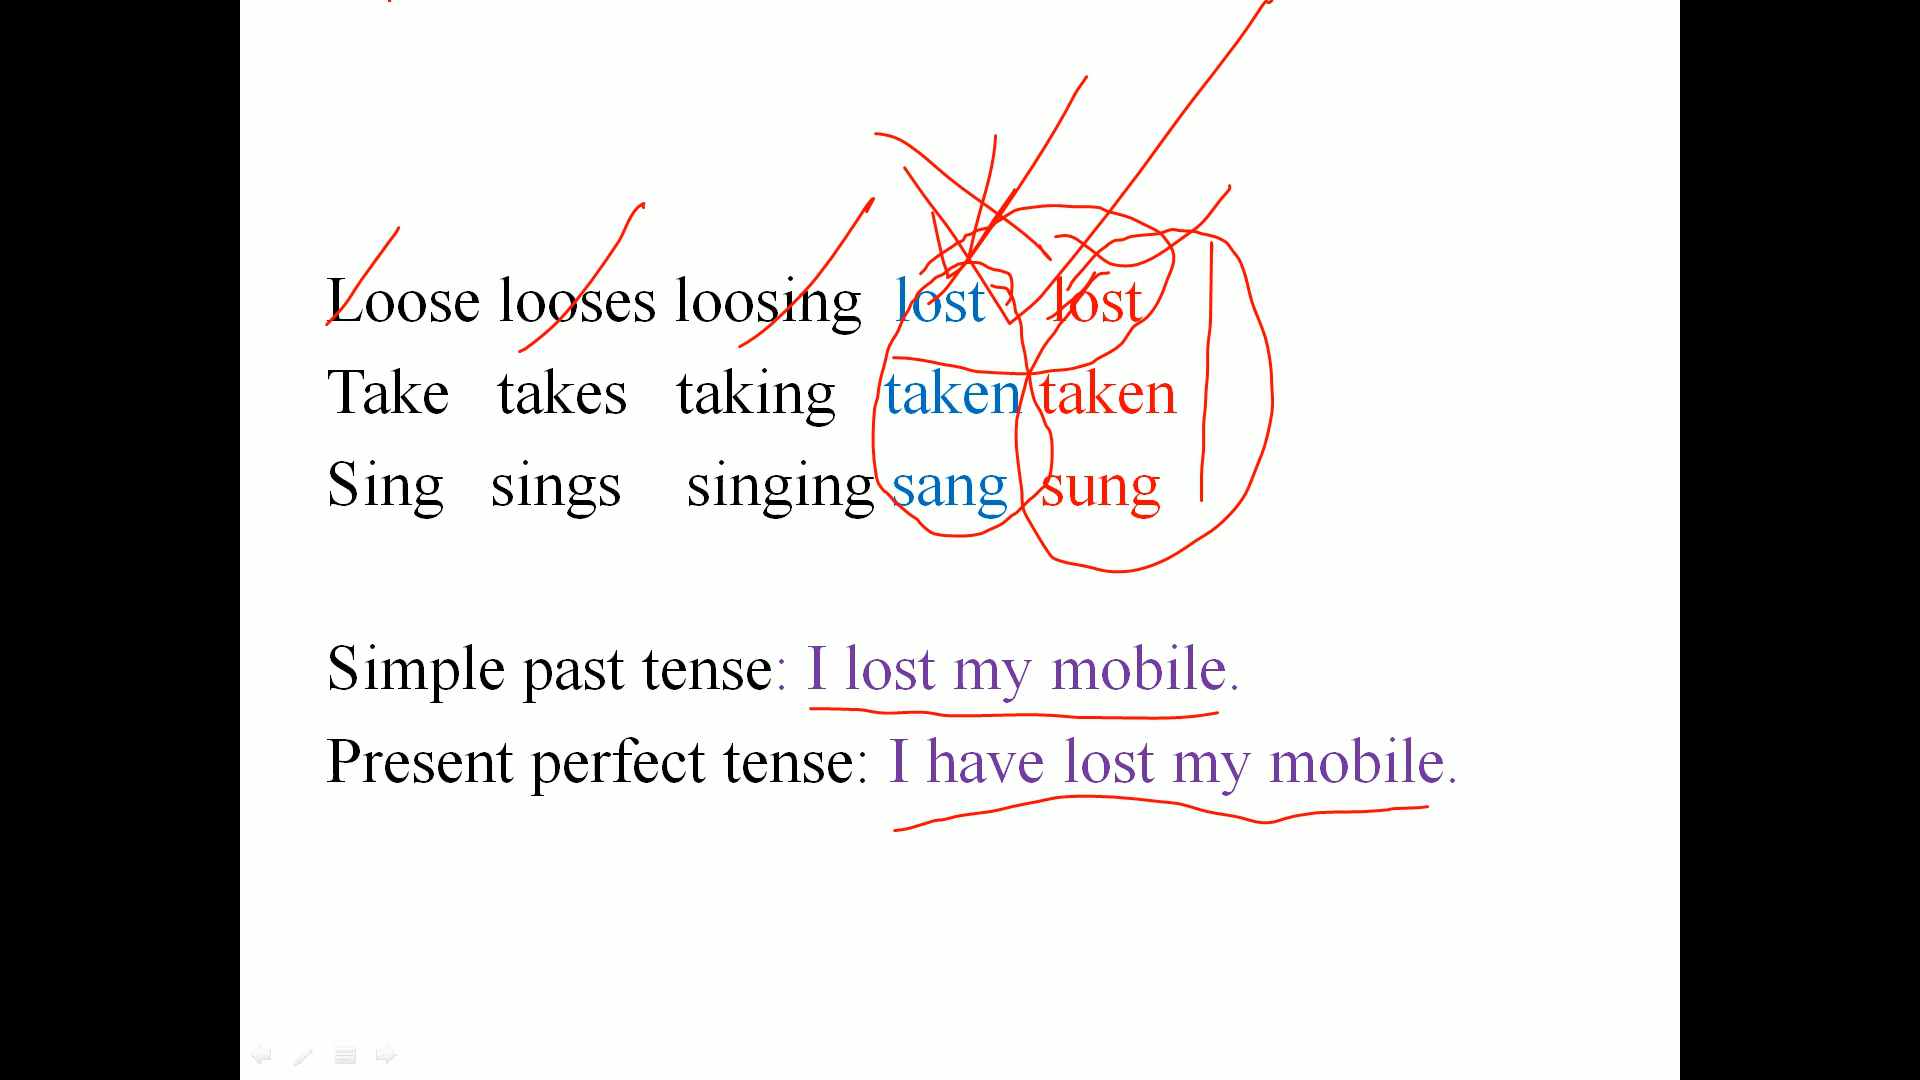 Loose looses loosing lost lost
Take takes taking taken taken
Sing sings singing sang sung
Simple past tense: I lost my mobile.
Present perfect tense: I have lost my mobile.